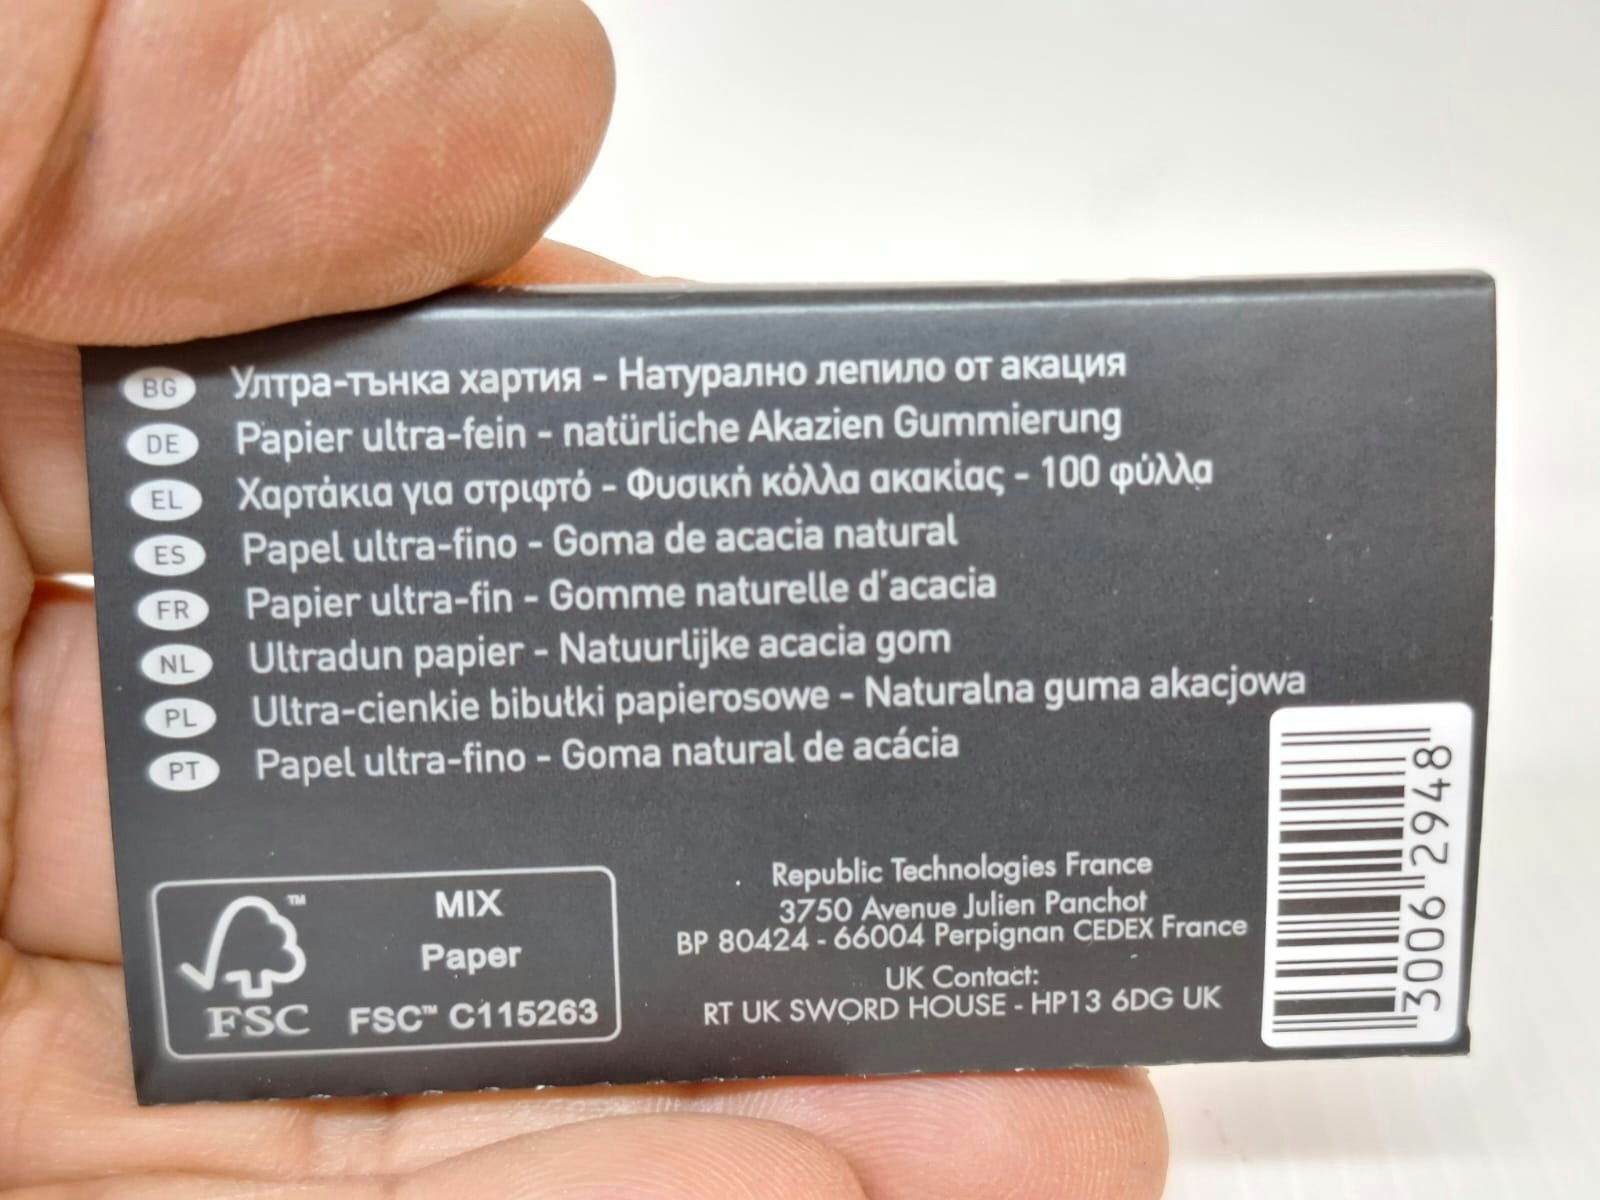 BG Ултра-тънка хартия - Натурално лепило от акация
DE Papier ultra-fein - natürliche Akazien Gummierung
EL Χαρτάκια για στριφτό - Φυσική κόλλα ακακίας - 100 φύλλα
ES Papel ultra-fino - Goma de acacia natural
FR Papier ultra-fin - Gomme naturelle d'acacia
NL Ultradun papier - Natuurlijke acacia gom
PL Ultra-cienkie bibułki papierosowe - Naturalna guma akacjowa
PT Papel ultra-fino - Goma natural de acácia
TM
MIX
Paper
FSC
FSC™ C115263
Republic Technologies France
3750 Avenue Julien Panchot
BP 80424 - 66004 Perpignan CEDEX France
UK Contact:
RT UK SWORD HOUSE - HP13 6DG UK
3006 2948